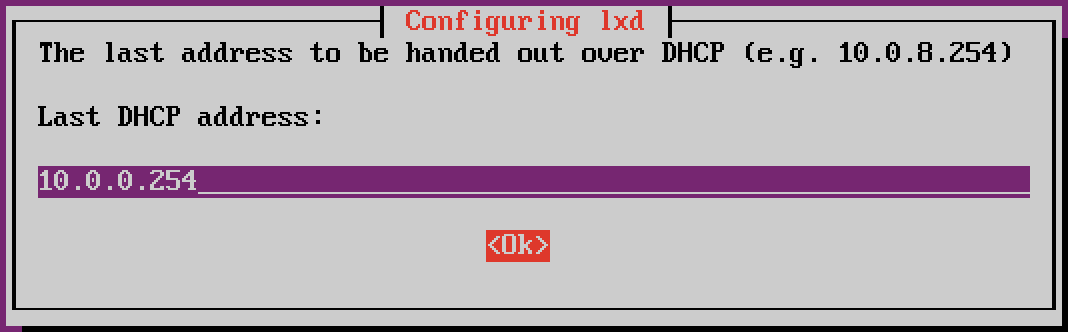 Configuring lxd
The last address to be handed out over DHCP (e.g. 10.0.8.254)
Last DHCP address:
10.0.0.254
<Ok>